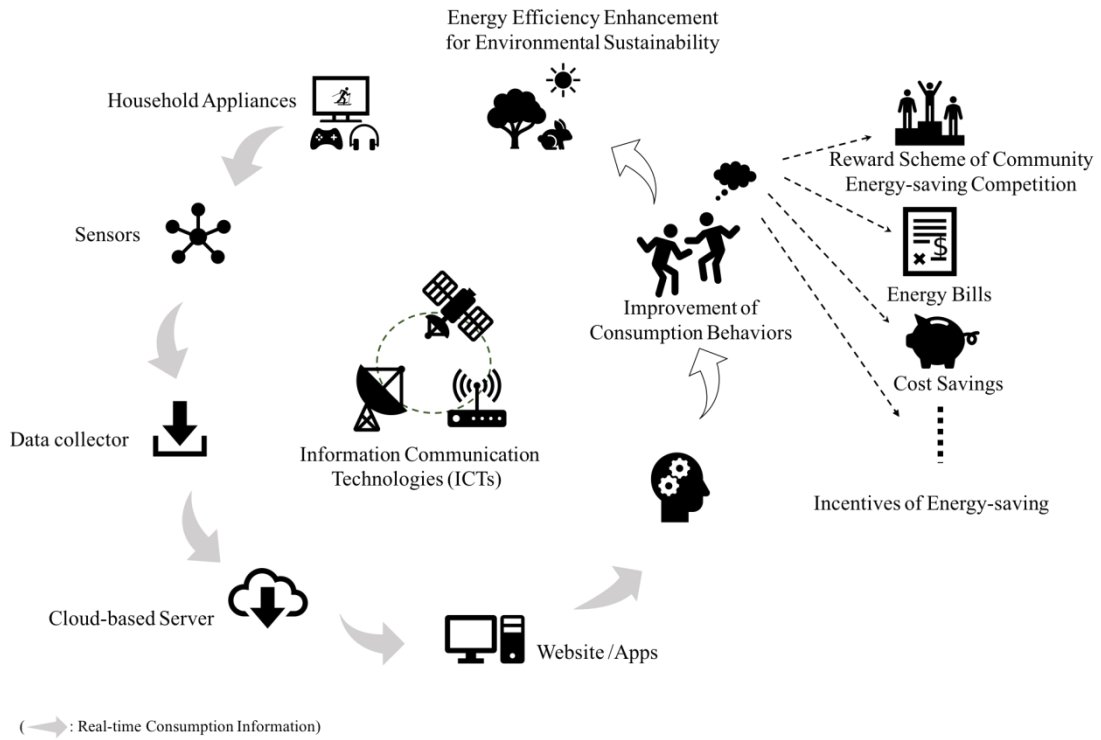 Energy Efficiency Enhancement
for Environmental Sustainability
Household Appliances
Reward Scheme of Community
Energy-saving Competition
Sensors
$
Energy Bills
Improvement of
Consumption Behaviors
Cost Savings
Data collector
Information Communication
Technologies (ICTs)
Incentives of Energy-saving
Cloud-based Server
Website /Apps
( : Real-time Consumption Information)